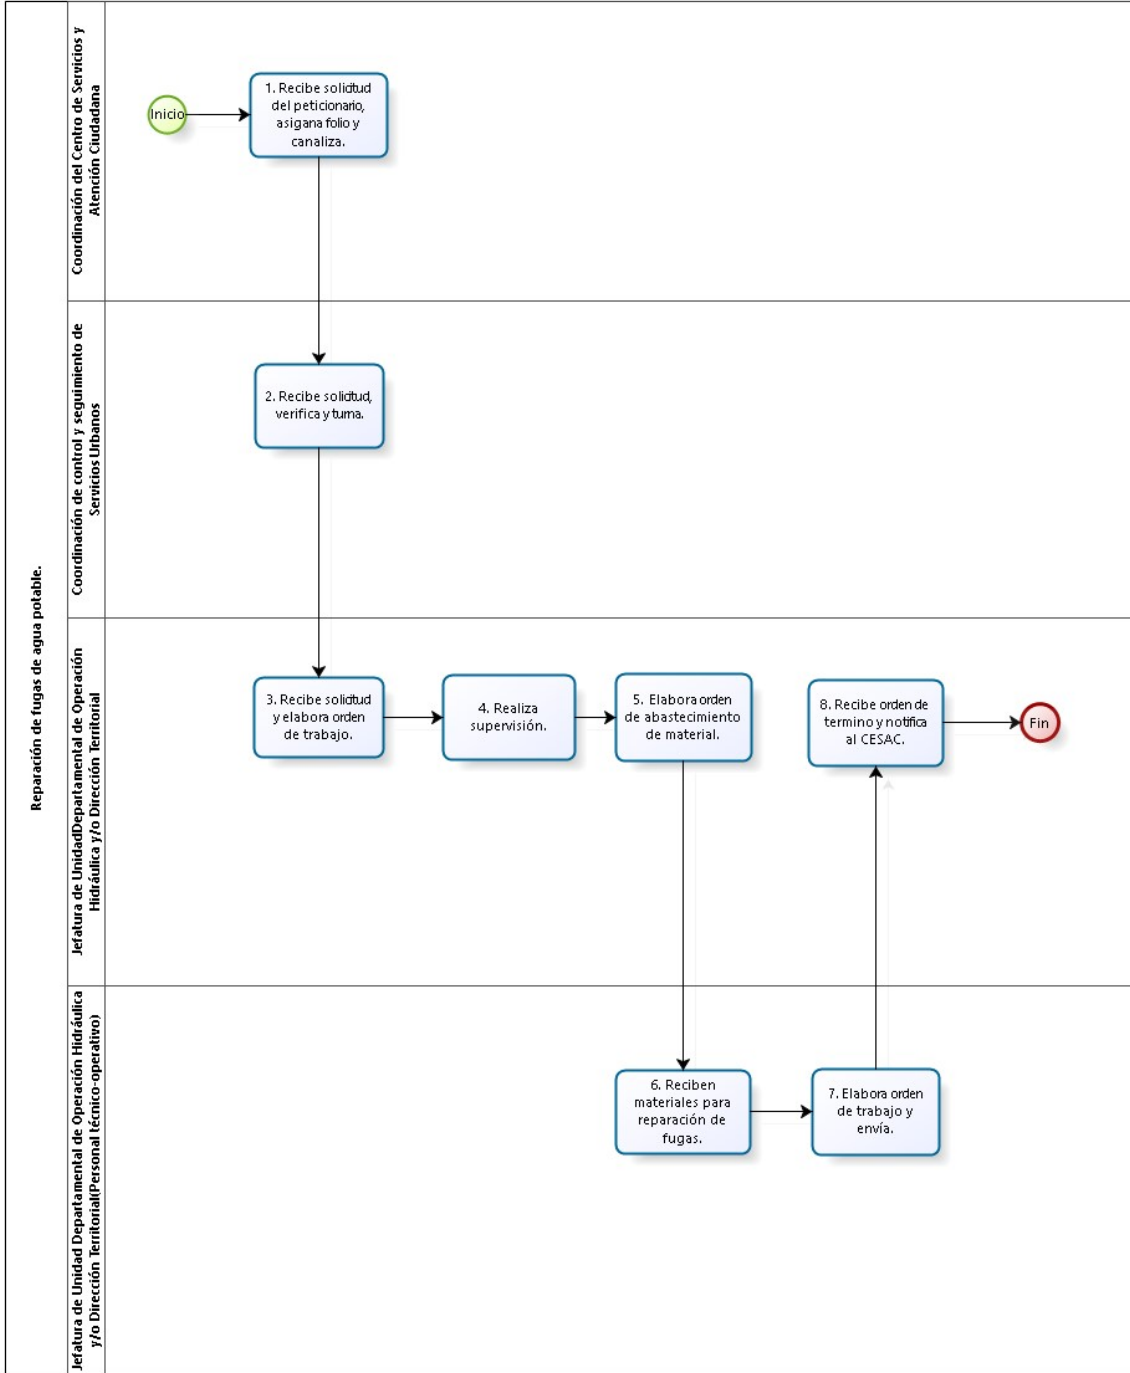 Reparación de fugas de agua potable.
Coordinación del Centro de Servicios y
Atención Ciudadana
Inicio
1. Recibe solicitud
del peticionario,
asigana folio y
canaliza.
Coordinación de control y seguimiento de
Servicios Urbanos
2. Recibe solicitud,
verifica y turna.
Jefatura de UnidadDepartamental de Operación
Hidráulica y/o Dirección Territorial
3. Recibe solicitud
y elabora orden
de trabajo.
4. Realiza
supervisión.
5. Elabora orden
de abastecimiento
de material.
8. Recibe orden de
termino y notifica
al CESAC.
Fin
Jefatura de Unidad Departamental de Operación Hidráulica
y/o Dirección Territorial(Personal técnico-operativo)
6. Reciben
materiales para
reparación de
fugas.
7. Elabora orden
de trabajo y
envía.